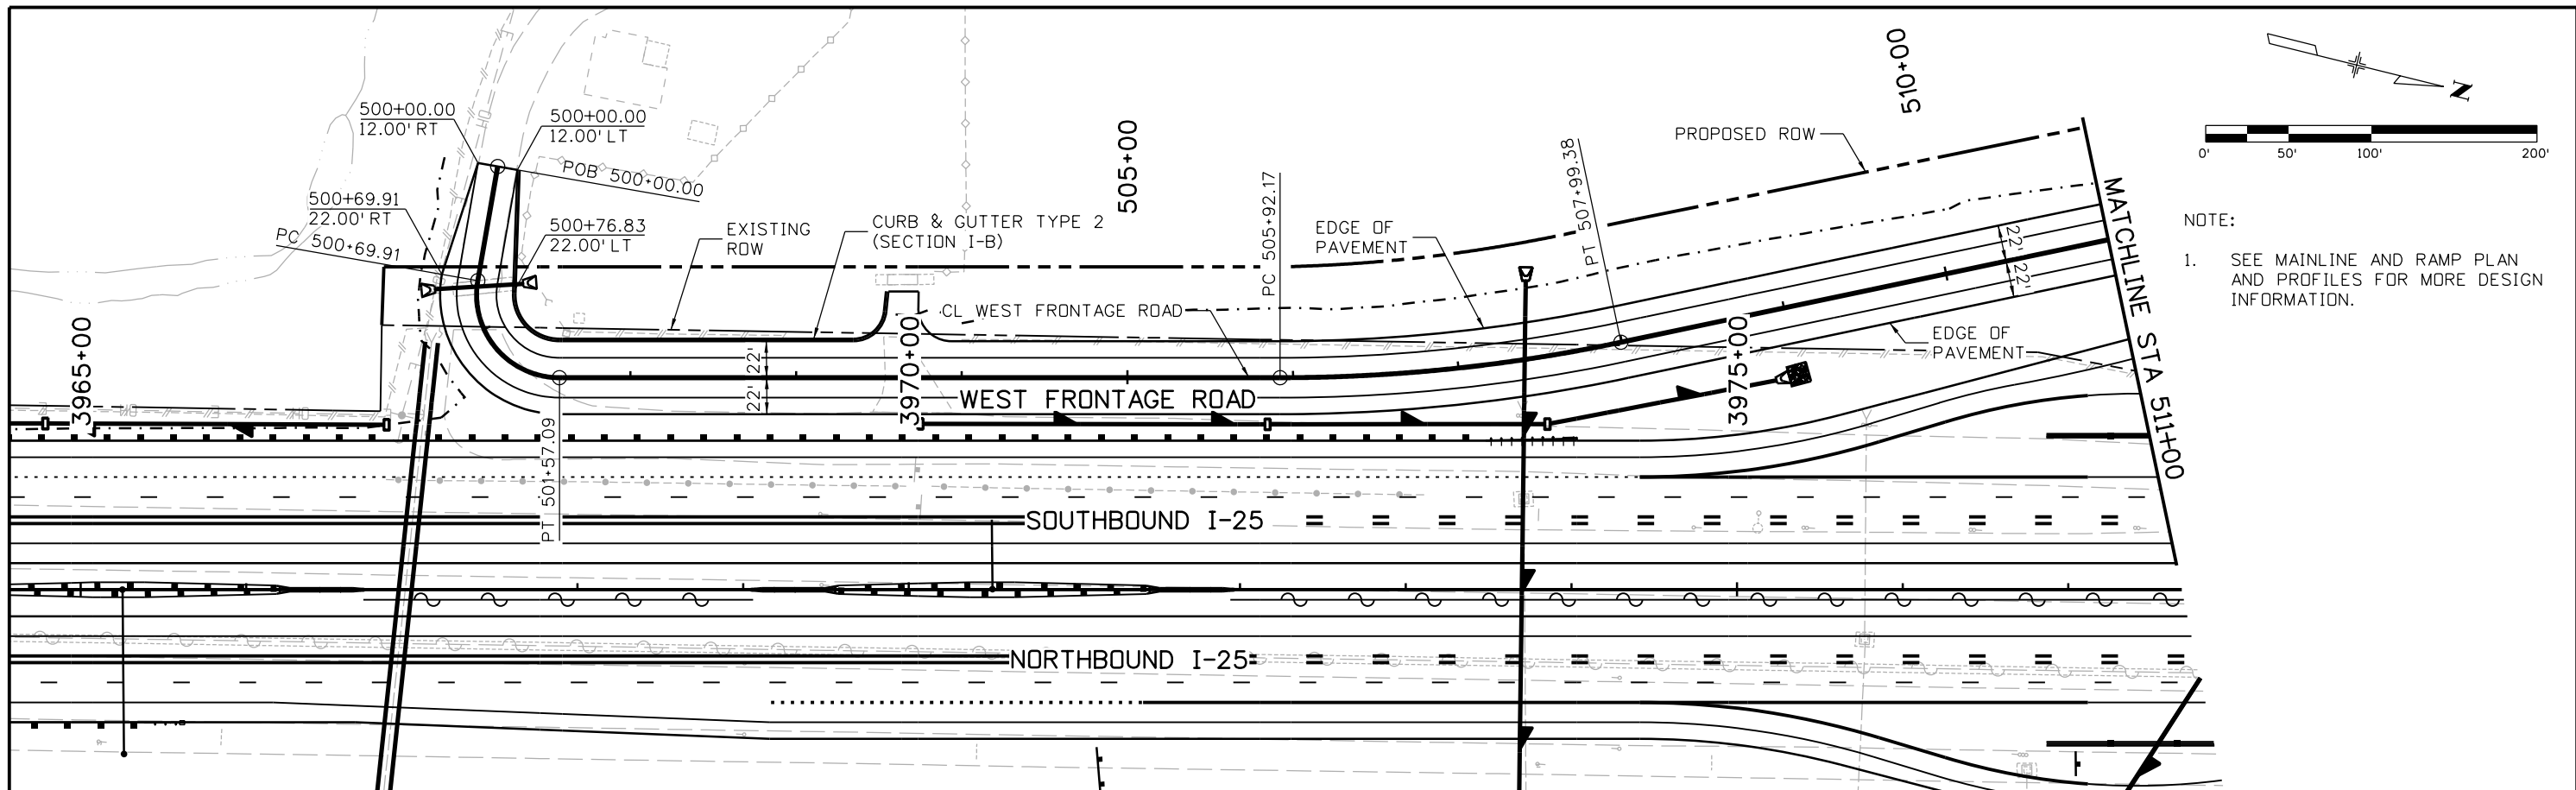 500+00.00
12.00' RT
500+00.00
12.00' LT
POB 500+00.00
500+69.91
22.00' RT
PC 500+69.91
500+76.83
22.00' LT
EXISTING
ROW
CURB & GUTTER TYPE 2
(SECTION I-B)
505+00
PC 505+92.17
EDGE OF
PAVEMENT
PT 507+99.38
PROPOSED ROW
510+00
N
0' 50' 100' 200'
MATCHLINE STA 511+00
NOTE:
1. SEE MAINLINE AND RAMP PLAN
AND PROFILES FOR MORE DESIGN
INFORMATION.
22'
22'
CL WEST FRONTAGE ROAD
EDGE OF
PAVEMENT
3965+00
22'
22'
3970+00
WEST FRONTAGE ROAD
3975+00
PT 501+57.09
SOUTHBOUND I-25
NORTHBOUND I-25